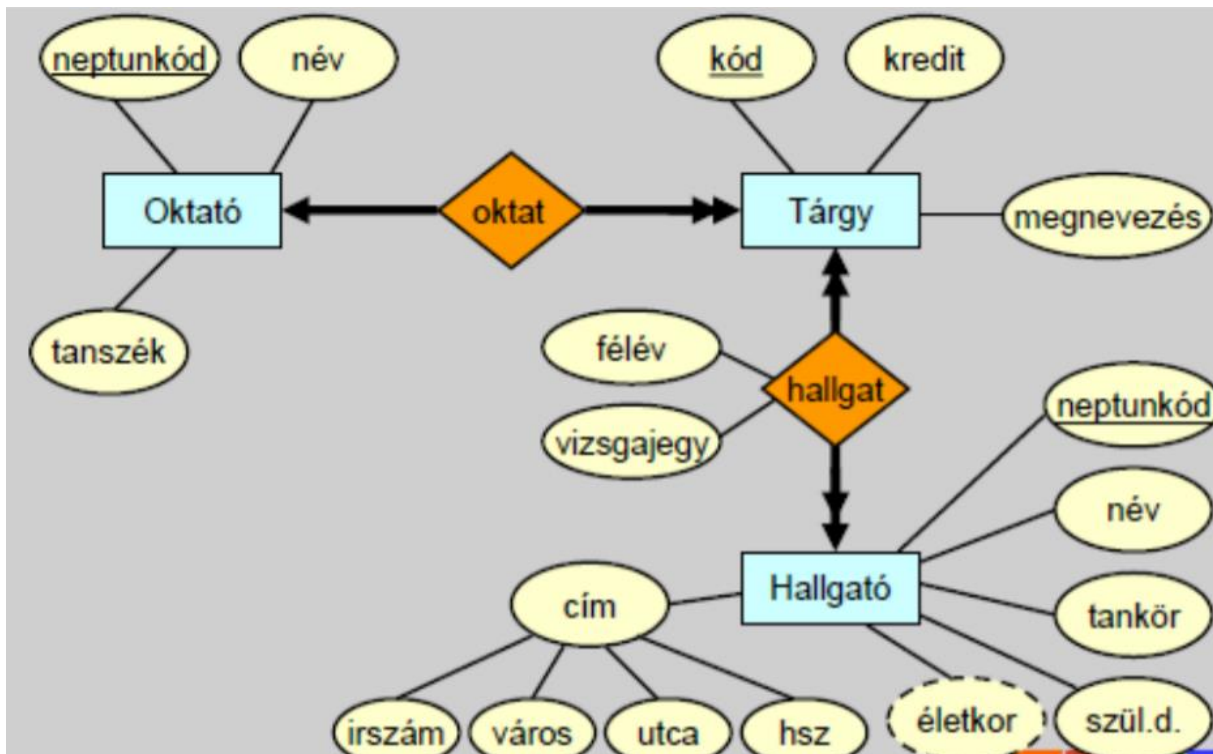 neptunkód
név
kód
kredit
Oktató
oktat
Tárgy
megnevezés
tanszék
félév
hallgat
vizsgajegy
neptunkód
név
Hallgató
cím
tankör
irszám
város
utca
hsz
életkor
szül.d.